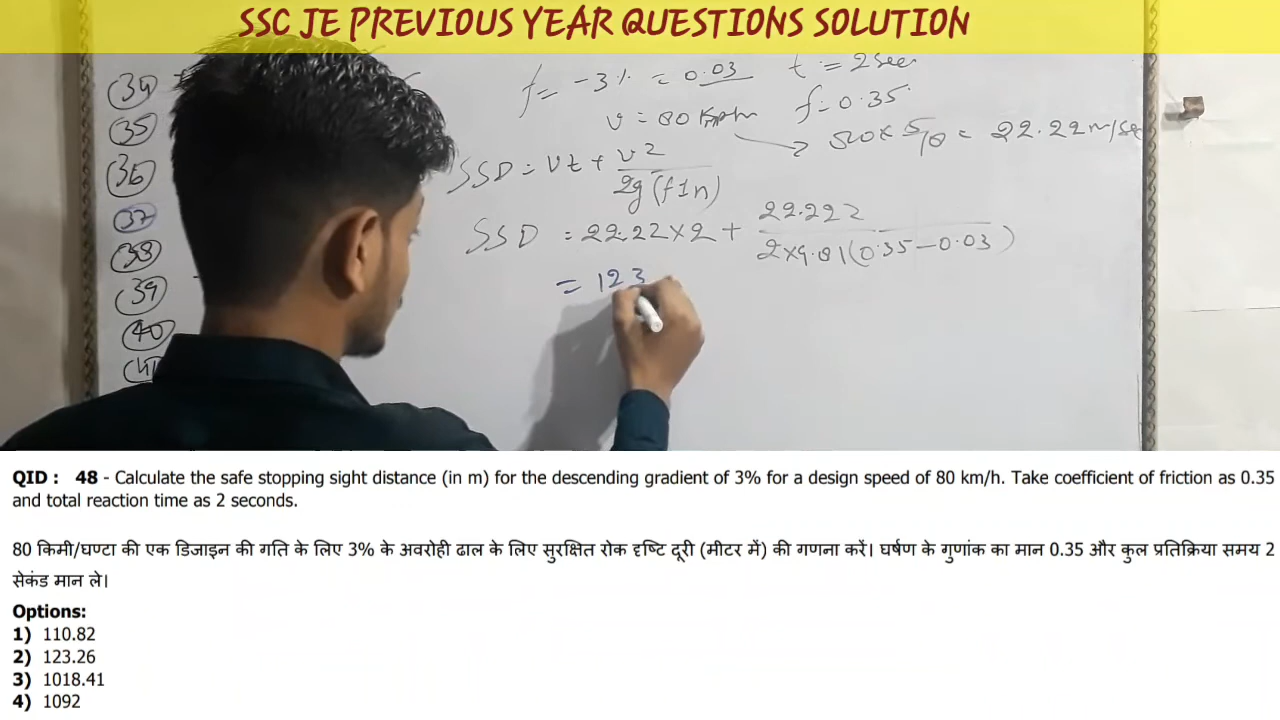 SSC JE PREVIOUS YEAR QUESTIONS SOLUTION
34
35
36
37
38
39
40
41
= -3% = 0.03 t = 2 sec
v = 80 kmph f = 0.35
80 × 5/18 = 22.22 m/sec
SSD = vt + v2 / 2g(f±n)
SSD = 22.22×2 + 22.222 / 2×9.81(0.35-0.03)
= 123
QID : 48 - Calculate the safe stopping sight distance (in m) for the descending gradient of 3% for a design speed of 80 km/h. Take coefficient of friction as 0.35
and total reaction time as 2 seconds.
80 किमी/घण्टा की एक डिजाइन की गति के लिए 3% के अवरोही ढाल के लिए सुरक्षित रोक दृष्टि दूरी (मीटर में) की गणना करें। घर्षण के गुणांक का मान 0.35 और कुल प्रतिक्रिया समय 2
सेकंड मान ले।
Options:
1) 110.82
2) 123.26
3) 1018.41
4) 1092